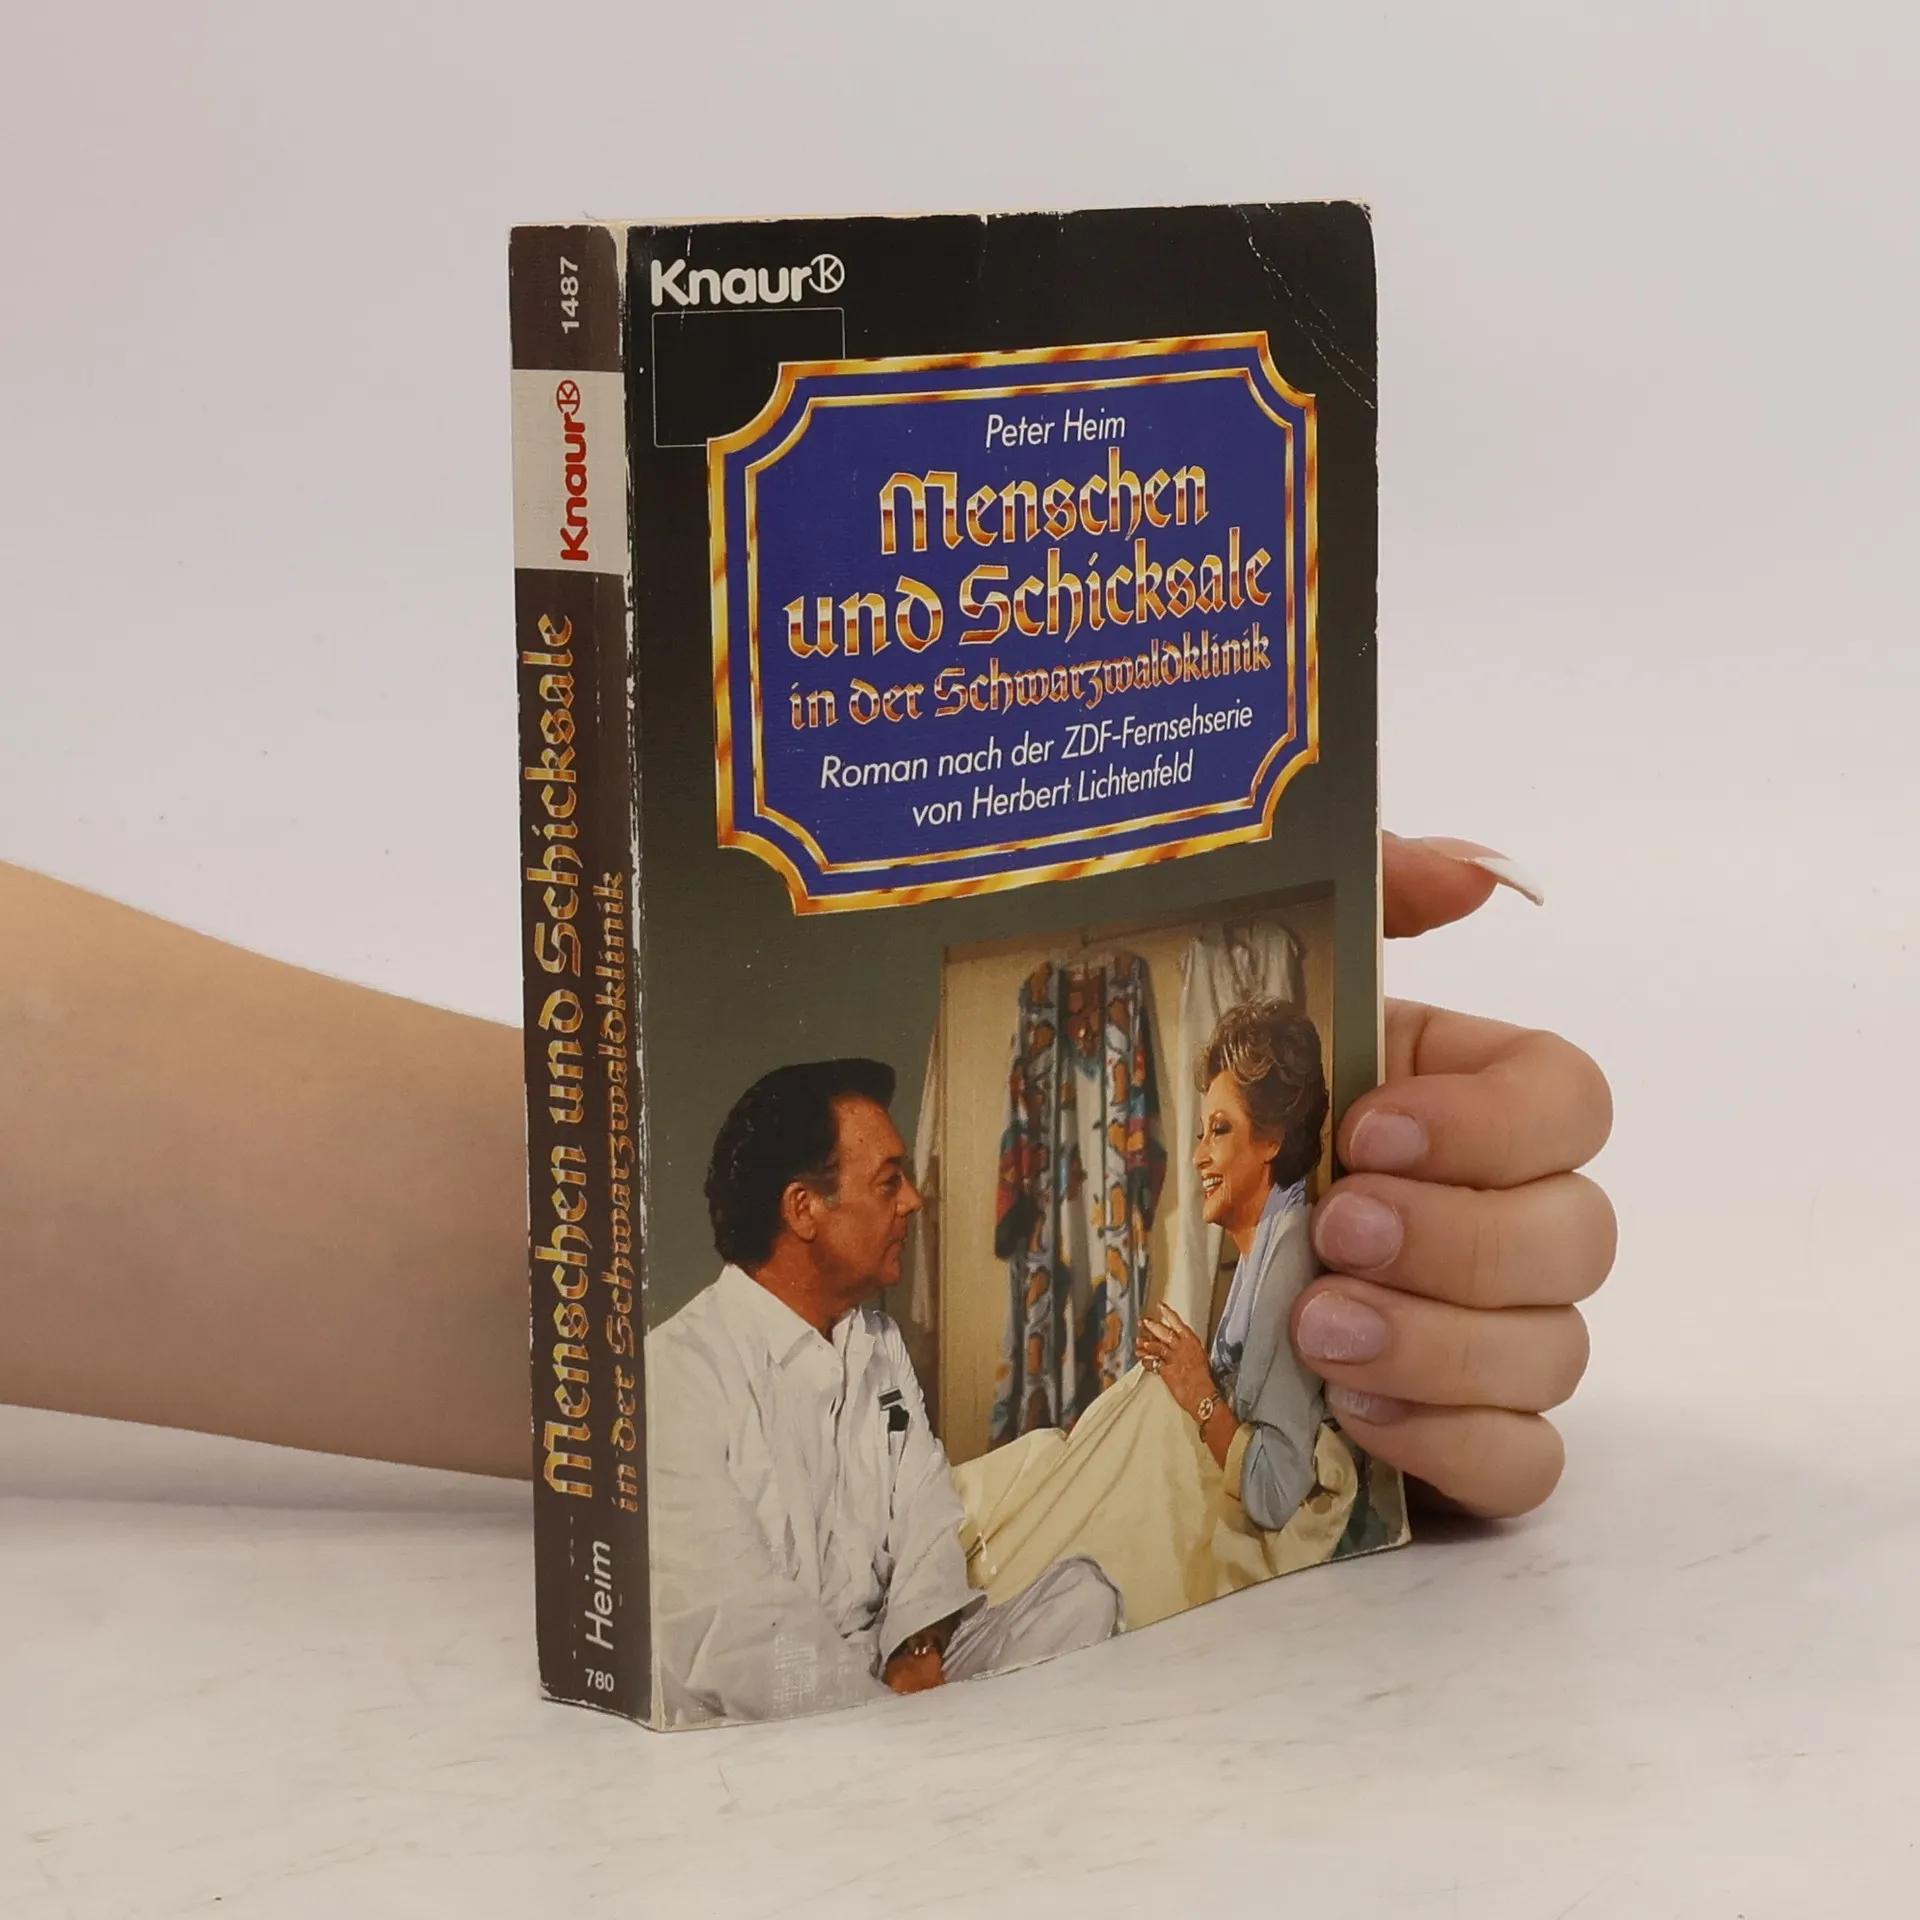 Knaur
Peter Heim
Menschen
und Schicksale
in der Schwarzwaldklinik
Roman nach der ZDF-Fernsehserie
von Herbert Lichtenfeld
1487
Knaur
Menschen und Schicksale
in der Schwarzwaldklinik
Heim
780